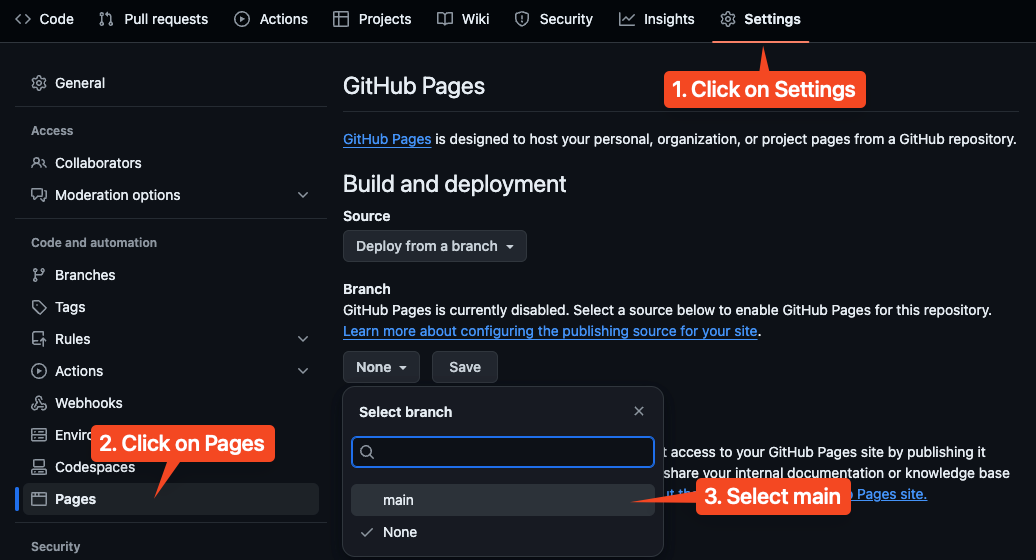 Code Pull requests Actions Projects Wiki Security Insights Settings
1. Click on Settings
General
Access
Collaborators
Moderation options
Code and automation
Branches
Tags
Rules
Actions
Webhooks
Enviro
2. Click on Pages
Codespaces
Pages
Security
GitHub Pages
GitHub Pages is designed to host your personal, organization, or project pages from a GitHub repository.
Build and deployment
Source
Deploy from a branch
Branch
GitHub Pages is currently disabled. Select a source below to enable GitHub Pages for this repository.
Learn more about configuring the publishing source for your site.
None Save
Select branch
main
None
t access to your GitHub Pages site by publishing it
share your internal documentation or knowledge base
Pages site.
3. Select main